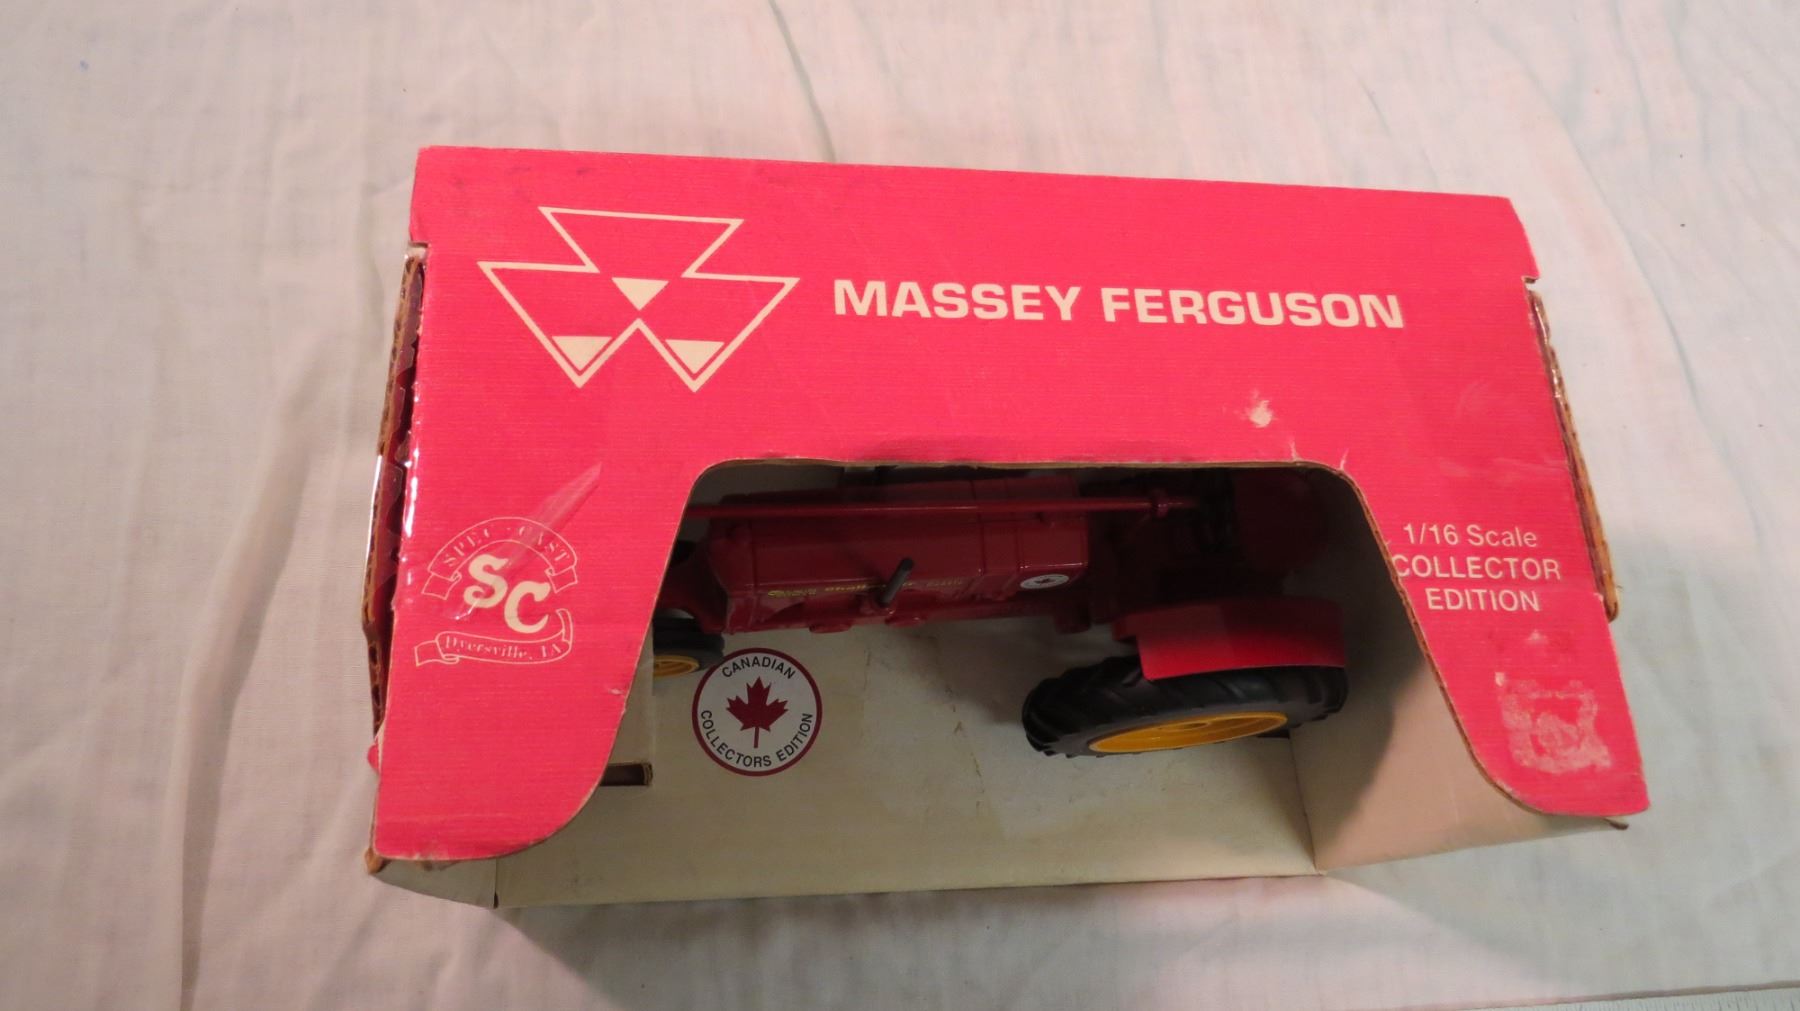 MASSEY FERGUSON
SPEC-CAST
SC
Dyersville, IA
1/16 Scale
COLLECTOR
EDITION
CANADIAN
COLLECTORS EDITION